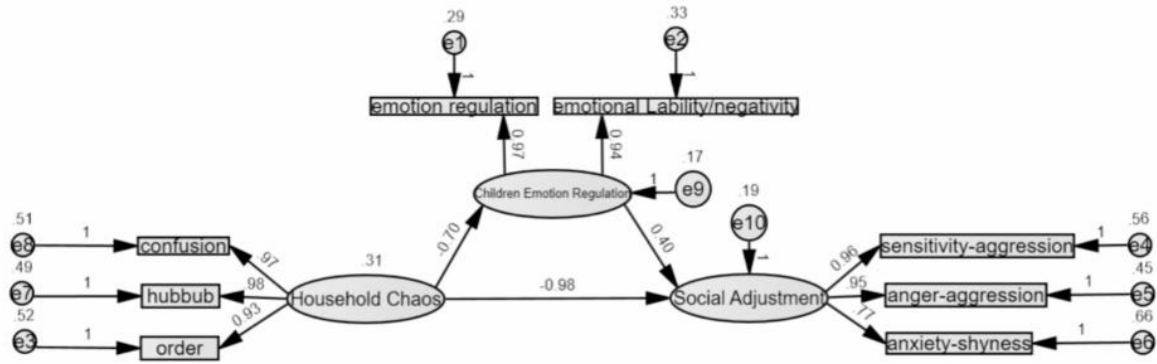 .29
e1
1
emotion regulation
0.97
.33
e2
1
emotional Lability/negativity
0.94
Children Emotion Regulation
1
.17
e9
.19
e10
1
-0.70
0.40
.51
e8
1
confusion
.97
.49
e7
1
hubbub
.98
.52
e3
1
order
0.93
.31
Household Chaos
-0.98
Social Adjustment
0.96
sensitivity-aggression
1
.56
e4
.95
anger-aggression
1
.45
e5
.77
anxiety-shyness
1
.66
e6